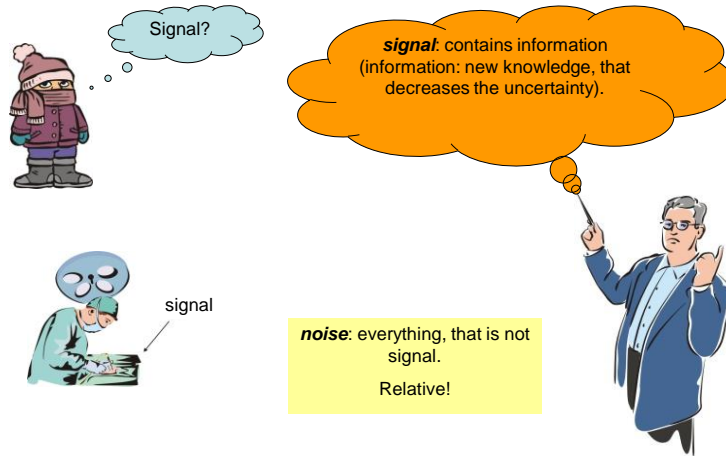 Signal?
signal: contains information
(information: new knowledge, that
decreases the uncertainty).
signal
noise: everything, that is not
signal.
Relative!